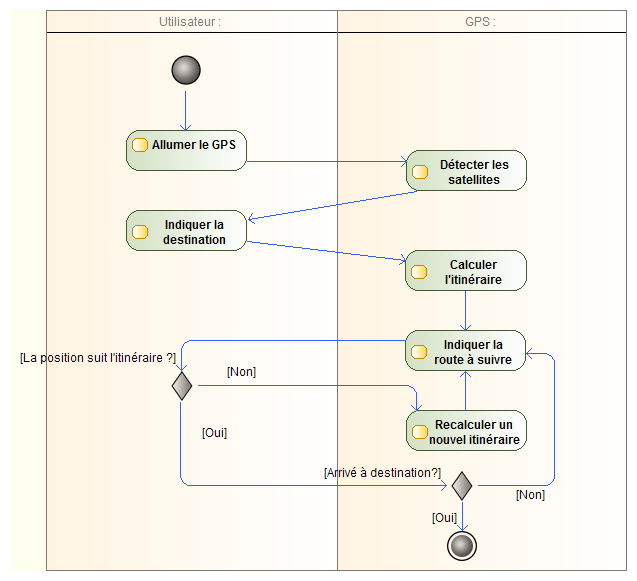 Utilisateur :
GPS :
Allumer le GPS
Détecter les
satellites
Indiquer la
destination
Calculer
l'itinéraire
Indiquer la
route à suivre
[La position suit l'itinéraire ?]
[Non]
Recalculer un
nouvel itinéraire
[Oui]
[Arrivé à destination?]
[Non]
[Oui]